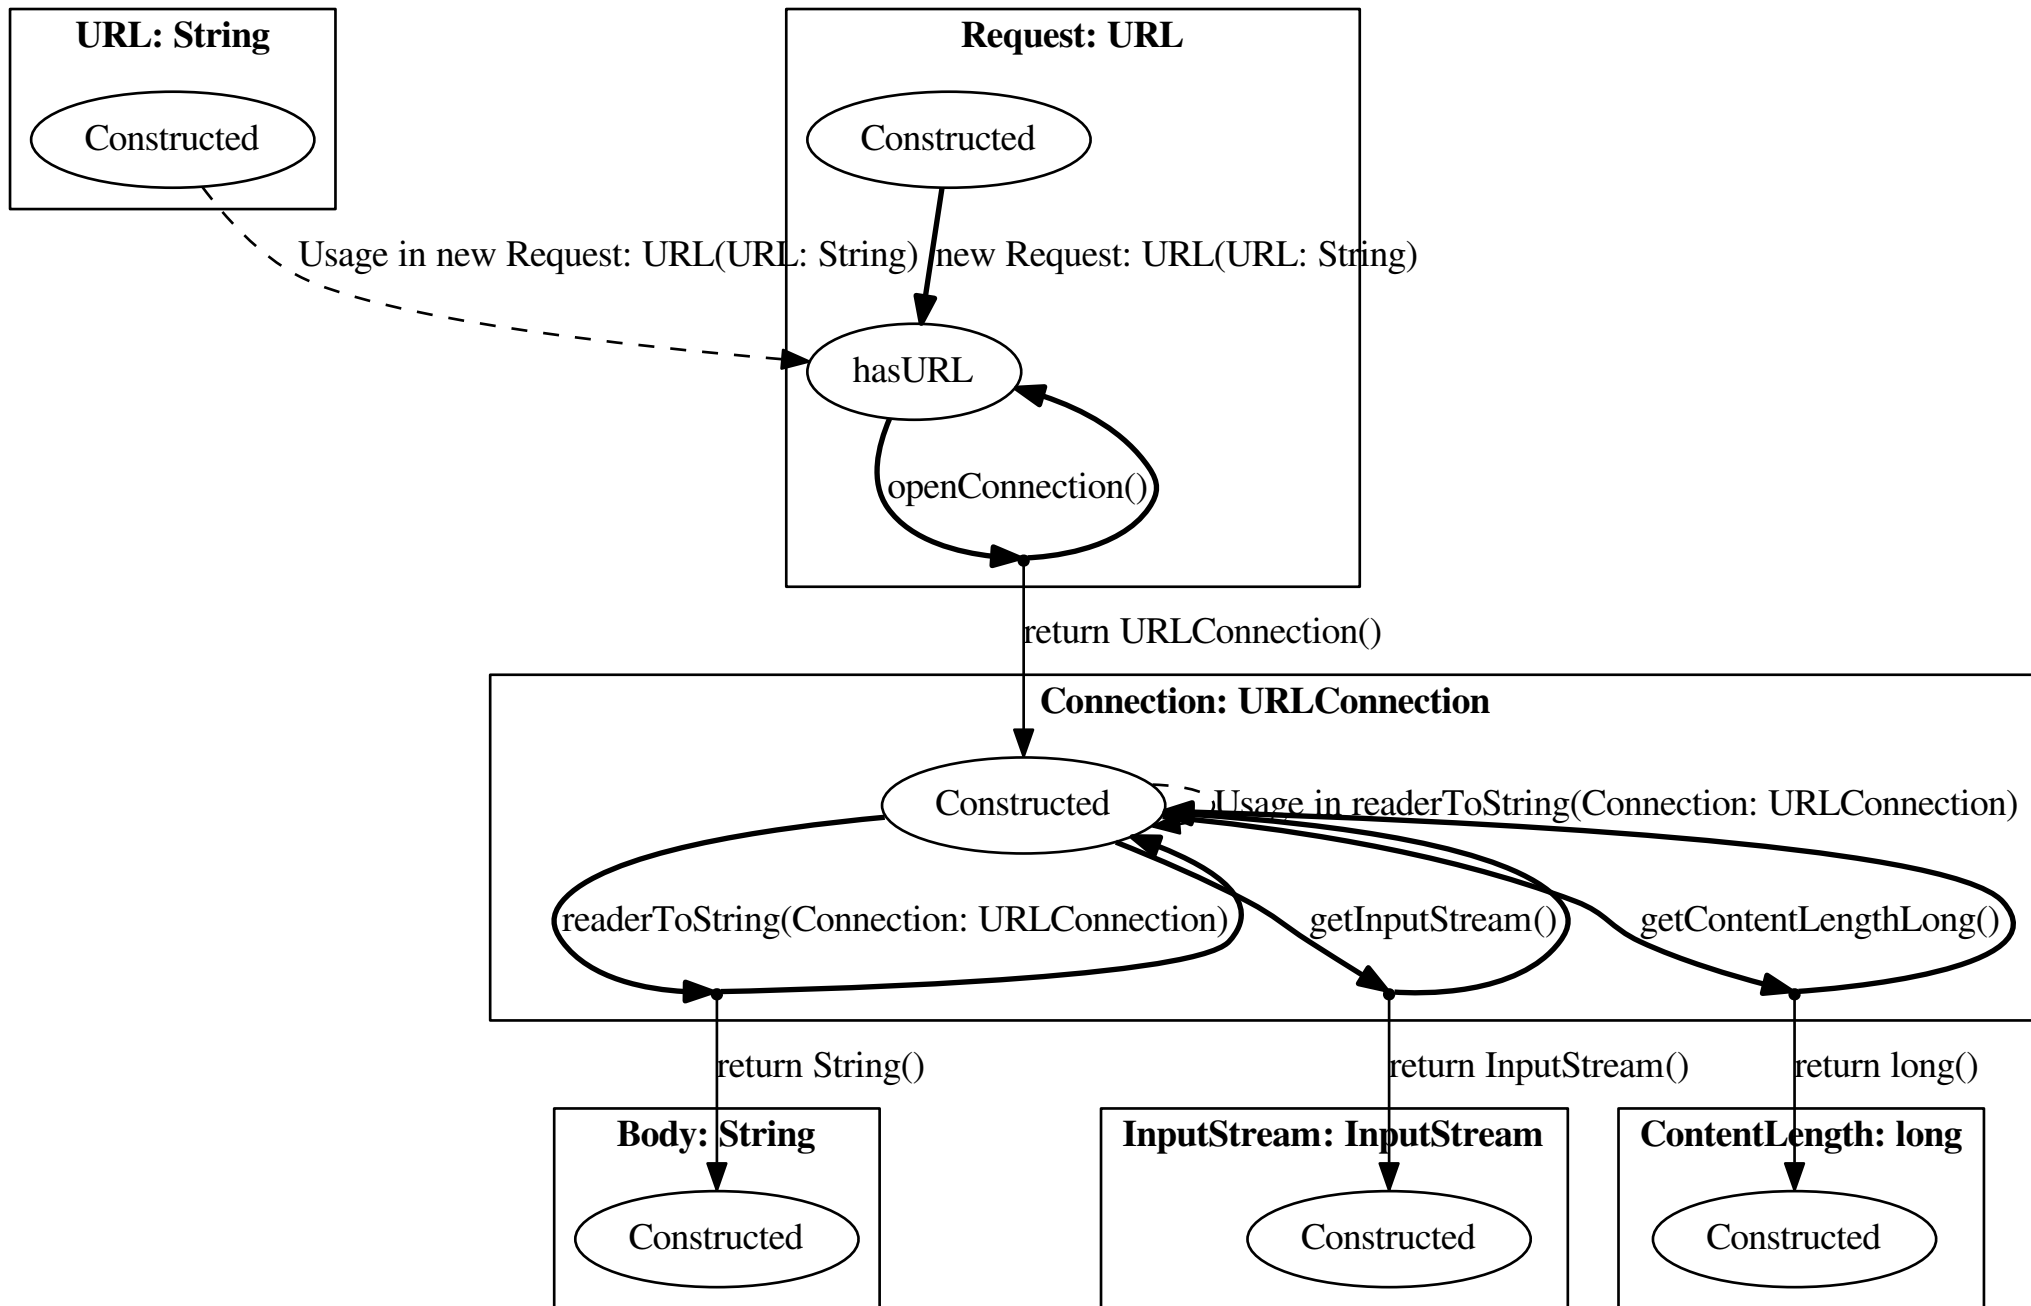 URL: String
Request: URL
Constructed
Constructed
Usage in new Request: URL(URL: String)
new Request: URL(URL: String)
hasURL
openConnection()
return URLConnection()
Connection: URLConnection
Constructed
Usage in readerToString(Connection: URLConnection)
readerToString(Connection: URLConnection)
getInputStream()
getContentLengthLong()
return String()
return InputStream()
return long()
Body: String
InputStream: InputStream
ContentLength: long
Constructed
Constructed
Constructed